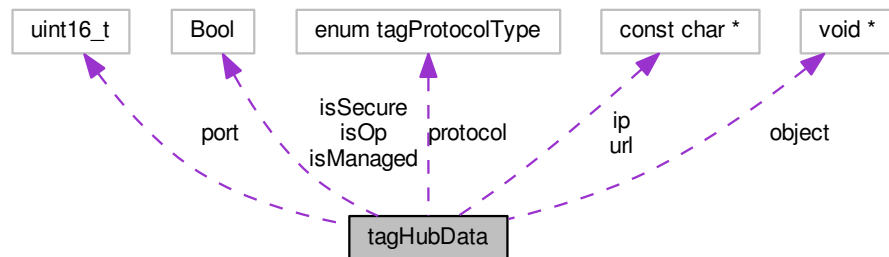 uint16_t
Bool
enum tagProtocolType
const char *
void *
port
isSecure
isOp
isManaged
protocol
ip
url
object
tagHubData